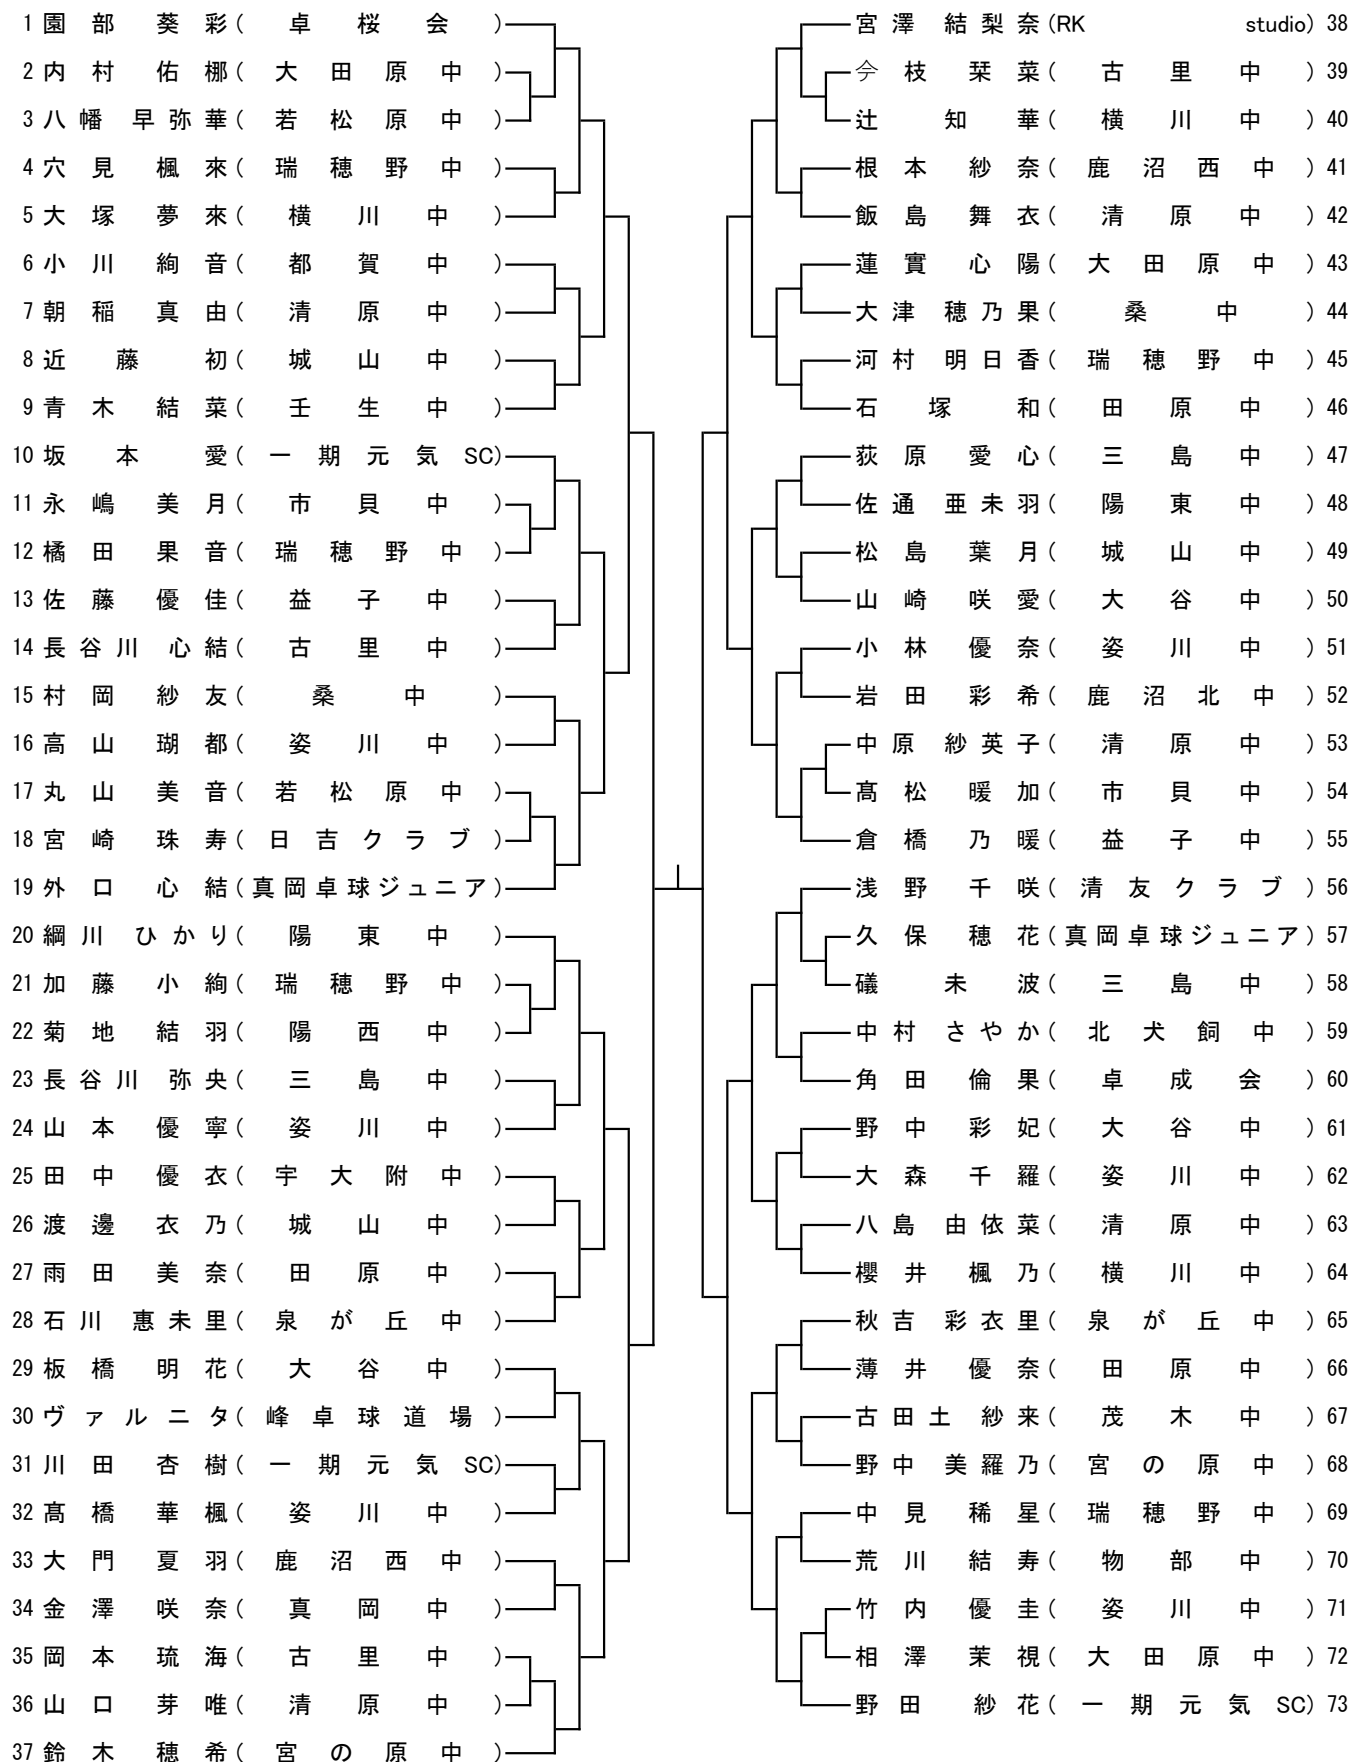 1 園部 葵彩 (卓桜会)
2 内村 佑梛 (大田原中)
3 八幡 早弥華 (若松原中)
4 穴見 楓來 (瑞穂野中)
5 大塚 夢來 (横川中)
6 小川 絢音 (都賀中)
7 朝稲 真由 (清原中)
8 近藤 初 (城山中)
9 青木 結菜 (壬生中)
10 坂本 愛 (一期元気SC)
11 永嶋 美月 (市貝中)
12 橘田 果音 (瑞穂野中)
13 佐藤 優佳 (益子中)
14 長谷川 心結 (古里中)
15 村岡 紗友 (桑中)
16 高山 瑚都 (姿川中)
17 丸山 美音 (若松原中)
18 宮崎 珠寿 (日吉クラブ)
19 外口 心結 (真岡卓球ジュニア)
20 綱川 ひかり (陽東中)
21 加藤 小絢 (瑞穂野中)
22 菊地 結羽 (陽西中)
23 長谷川 弥央 (三島中)
24 山本 優寧 (姿川中)
25 田中 優衣 (宇大附中)
26 渡邊 衣乃 (城山中)
27 雨田 美奈 (田原中)
28 石川 惠未里 (泉が丘中)
29 板橋 明花 (大谷中)
30 ヴァルニタ (峰卓球道場)
31 川田 杏樹 (一期元気SC)
32 髙橋 華楓 (姿川中)
33 大門 夏羽 (鹿沼西中)
34 金澤 咲奈 (真岡中)
35 岡本 琉海 (古里中)
36 山口 芽唯 (清原中)
37 鈴木 穂希 (宮の原中)
宮澤 結梨奈 (RK studio) 38
今枝 栞菜 (古里中) 39
辻 知華 (横川中) 40
根本 紗奈 (鹿沼西中) 41
飯島 舞衣 (清原中) 42
蓮實 心陽 (大田原中) 43
大津 穂乃果 (桑中) 44
河村 明日香 (瑞穂野中) 45
石塚 和 (田原中) 46
荻原 愛心 (三島中) 47
佐通 亜未羽 (陽東中) 48
松島 葉月 (城山中) 49
山崎 咲愛 (大谷中) 50
小林 優奈 (姿川中) 51
岩田 彩希 (鹿沼北中) 52
中原 紗英子 (清原中) 53
髙松 暖加 (市貝中) 54
倉橋 乃暖 (益子中) 55
浅野 千咲 (清友クラブ) 56
久保 穂花 (真岡卓球ジュニア) 57
礒 未波 (三島中) 58
中村 さやか (北犬飼中) 59
角田 倫果 (卓成会) 60
野中 彩妃 (大谷中) 61
大森 千羅 (姿川中) 62
八島 由依菜 (清原中) 63
櫻井 楓乃 (横川中) 64
秋吉 彩衣里 (泉が丘中) 65
薄井 優奈 (田原中) 66
古田土 紗来 (茂木中) 67
野中 美羅乃 (宮の原中) 68
中見 稀星 (瑞穂野中) 69
荒川 結寿 (物部中) 70
竹内 優圭 (姿川中) 71
相澤 茉視 (大田原中) 72
野田 紗花 (一期元気SC) 73